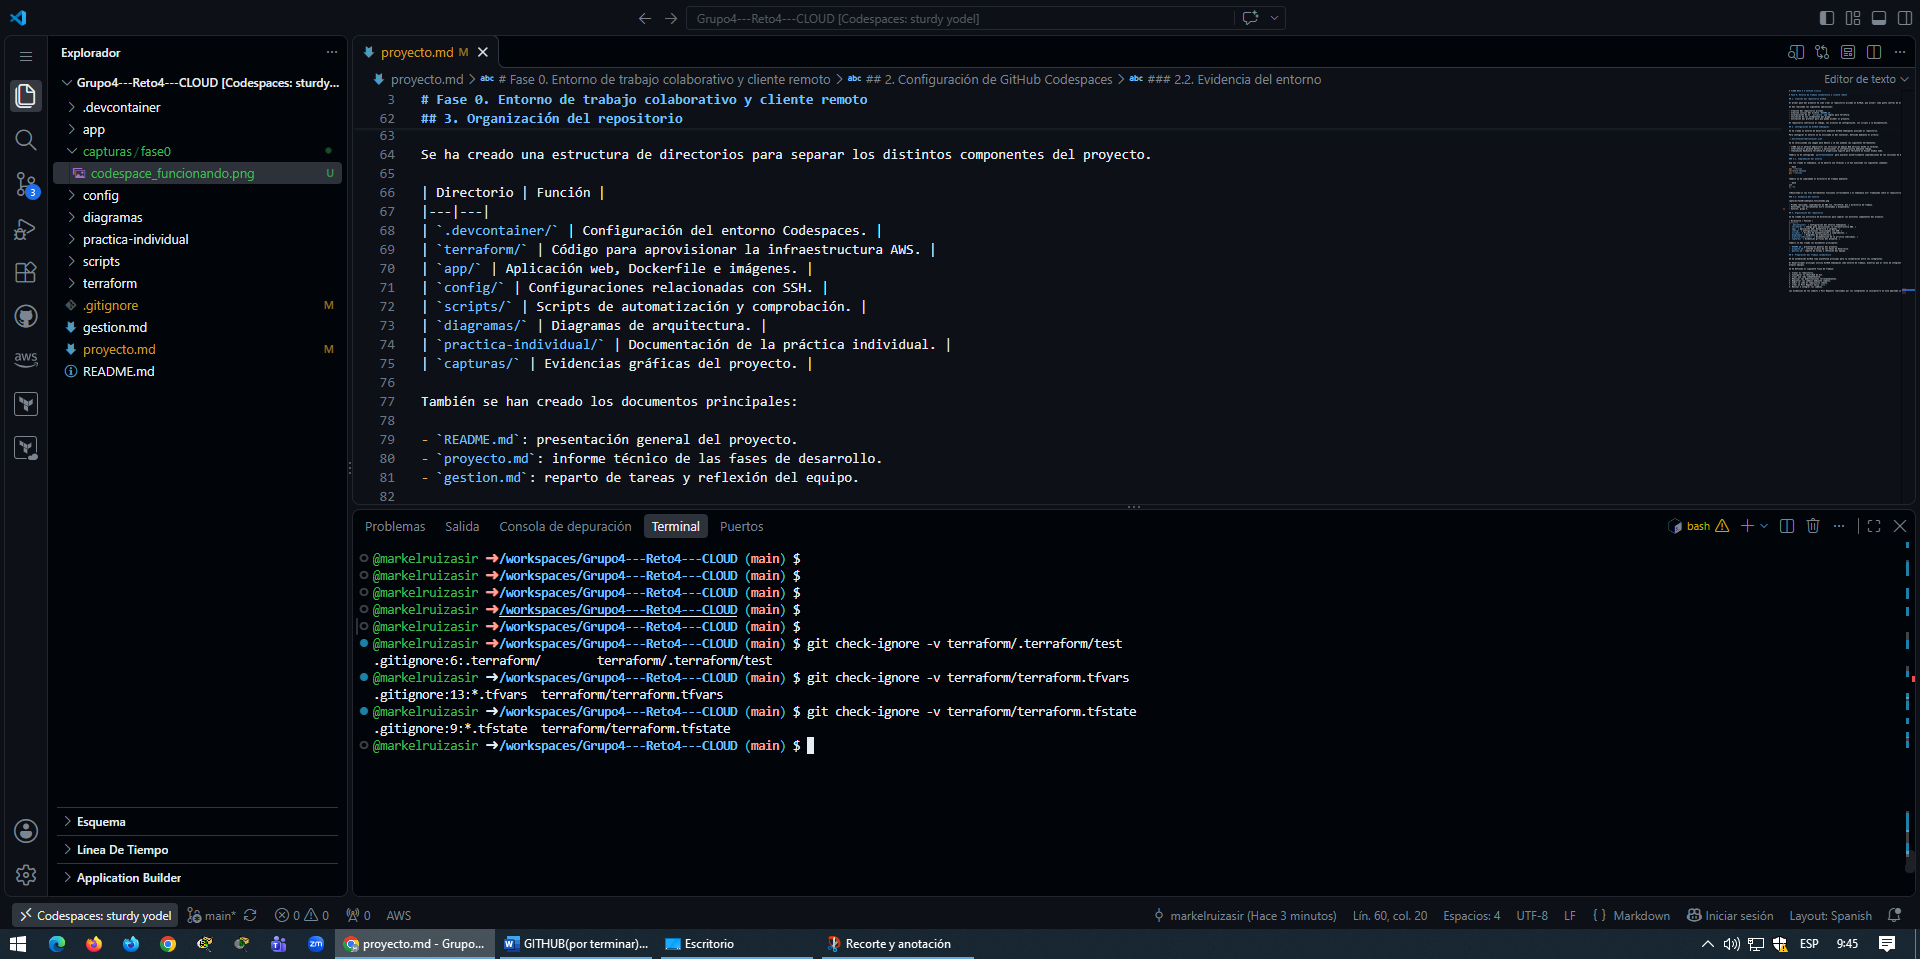 Grupo4---Reto4---CLOUD [Codespaces: sturdy yodel]
Explorador
Grupo4---Reto4---CLOUD [Codespaces: sturdy...
.devcontainer
app
capturas / fase0
codespace_funcionando.png U
config
diagramas
practica-individual
scripts
terraform
.gitignore M
gestion.md
proyecto.md M
README.md
Esquema
Línea De Tiempo
Application Builder
3
aws
proyecto.md M
proyecto.md > abc # Fase 0. Entorno de trabajo colaborativo y cliente remoto > abc ## 2. Configuración de GitHub Codespaces > abc ### 2.2. Evidencia del entorno
Editor de texto
3 # Fase 0. Entorno de trabajo colaborativo y cliente remoto
62 ## 3. Organización del repositorio
63
64 Se ha creado una estructura de directorios para separar los distintos componentes del proyecto.
65
66 | Directorio | Función |
67 |---|---|
68 | `.devcontainer/` | Configuración del entorno Codespaces. |
69 | `terraform/` | Código para aprovisionar la infraestructura AWS. |
70 | `app/` | Aplicación web, Dockerfile e imágenes. |
71 | `config/` | Configuraciones relacionadas con SSH. |
72 | `scripts/` | Scripts de automatización y comprobación. |
73 | `diagramas/` | Diagramas de arquitectura. |
74 | `practica-individual/` | Documentación de la práctica individual. |
75 | `capturas/` | Evidencias gráficas del proyecto. |
76
77 También se han creado los documentos principales:
78
79 - `README.md`: presentación general del proyecto.
80 - `proyecto.md`: informe técnico de las fases de desarrollo.
81 - `gestion.md`: reparto de tareas y reflexión del equipo.
82
Problemas Salida Consola de depuración Terminal Puertos
bash
@markelruizasir ➜/workspaces/Grupo4---Reto4---CLOUD (main) $
@markelruizasir ➜/workspaces/Grupo4---Reto4---CLOUD (main) $
@markelruizasir ➜/workspaces/Grupo4---Reto4---CLOUD (main) $
@markelruizasir ➜/workspaces/Grupo4---Reto4---CLOUD (main) $
@markelruizasir ➜/workspaces/Grupo4---Reto4---CLOUD (main) $
@markelruizasir ➜/workspaces/Grupo4---Reto4---CLOUD (main) $ git check-ignore -v terraform/.terraform/test
.gitignore:6:.terraform/ terraform/.terraform/test
@markelruizasir ➜/workspaces/Grupo4---Reto4---CLOUD (main) $ git check-ignore -v terraform/terraform.tfvars
.gitignore:13:*.tfvars terraform/terraform.tfvars
@markelruizasir ➜/workspaces/Grupo4---Reto4---CLOUD (main) $ git check-ignore -v terraform/terraform.tfstate
.gitignore:9:*.tfstate terraform/terraform.tfstate
@markelruizasir ➜/workspaces/Grupo4---Reto4---CLOUD (main) $
Codespaces: sturdy yodel main* 0 0 0 AWS markelruizasir (Hace 3 minutos) Lín. 60, col. 20 Espacios: 4 UTF-8 LF { } Markdown Iniciar sesión Layout: Spanish
zm proyecto.md - Grupo... GITHUB(por terminar)... Escritorio Recorte y anotación ESP 9:45